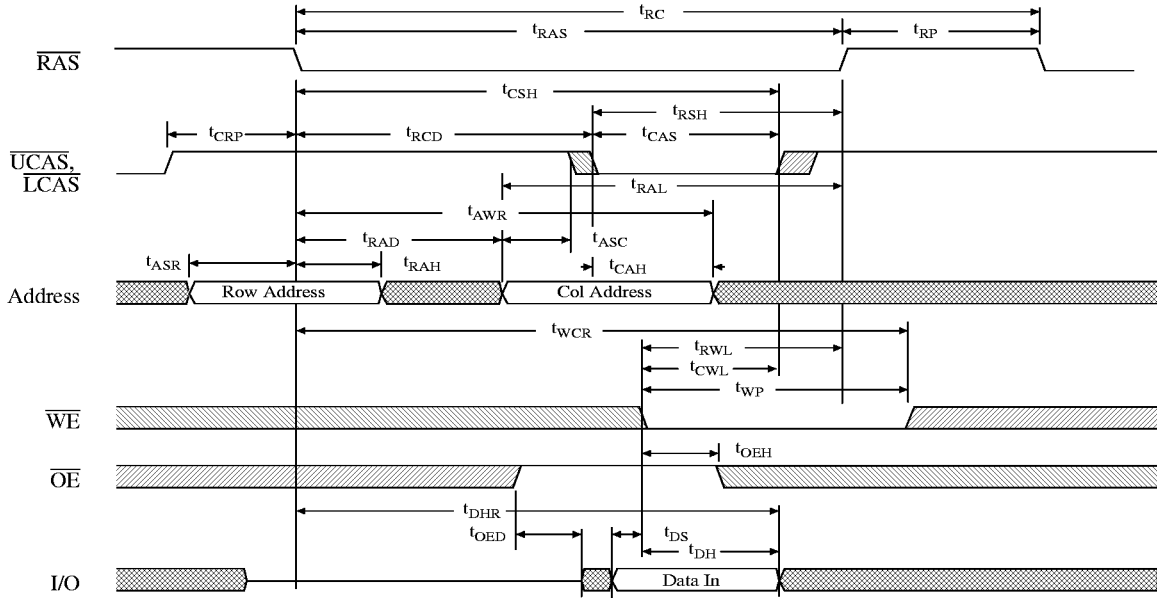 tRC
tRAS
tRP
RAS
tCSH
tRSH
tCRP
tRCD
tCAS
UCAS,
LCAS
tRAL
tAWR
tRAD
tASC
tASR
tRAH
tCAH
Address
Row Address
Col Address
tWCR
tRWL
tCWL
tWP
WE
tOEH
OE
tDHR
tOED
tDS
tDH
I/O
Data In